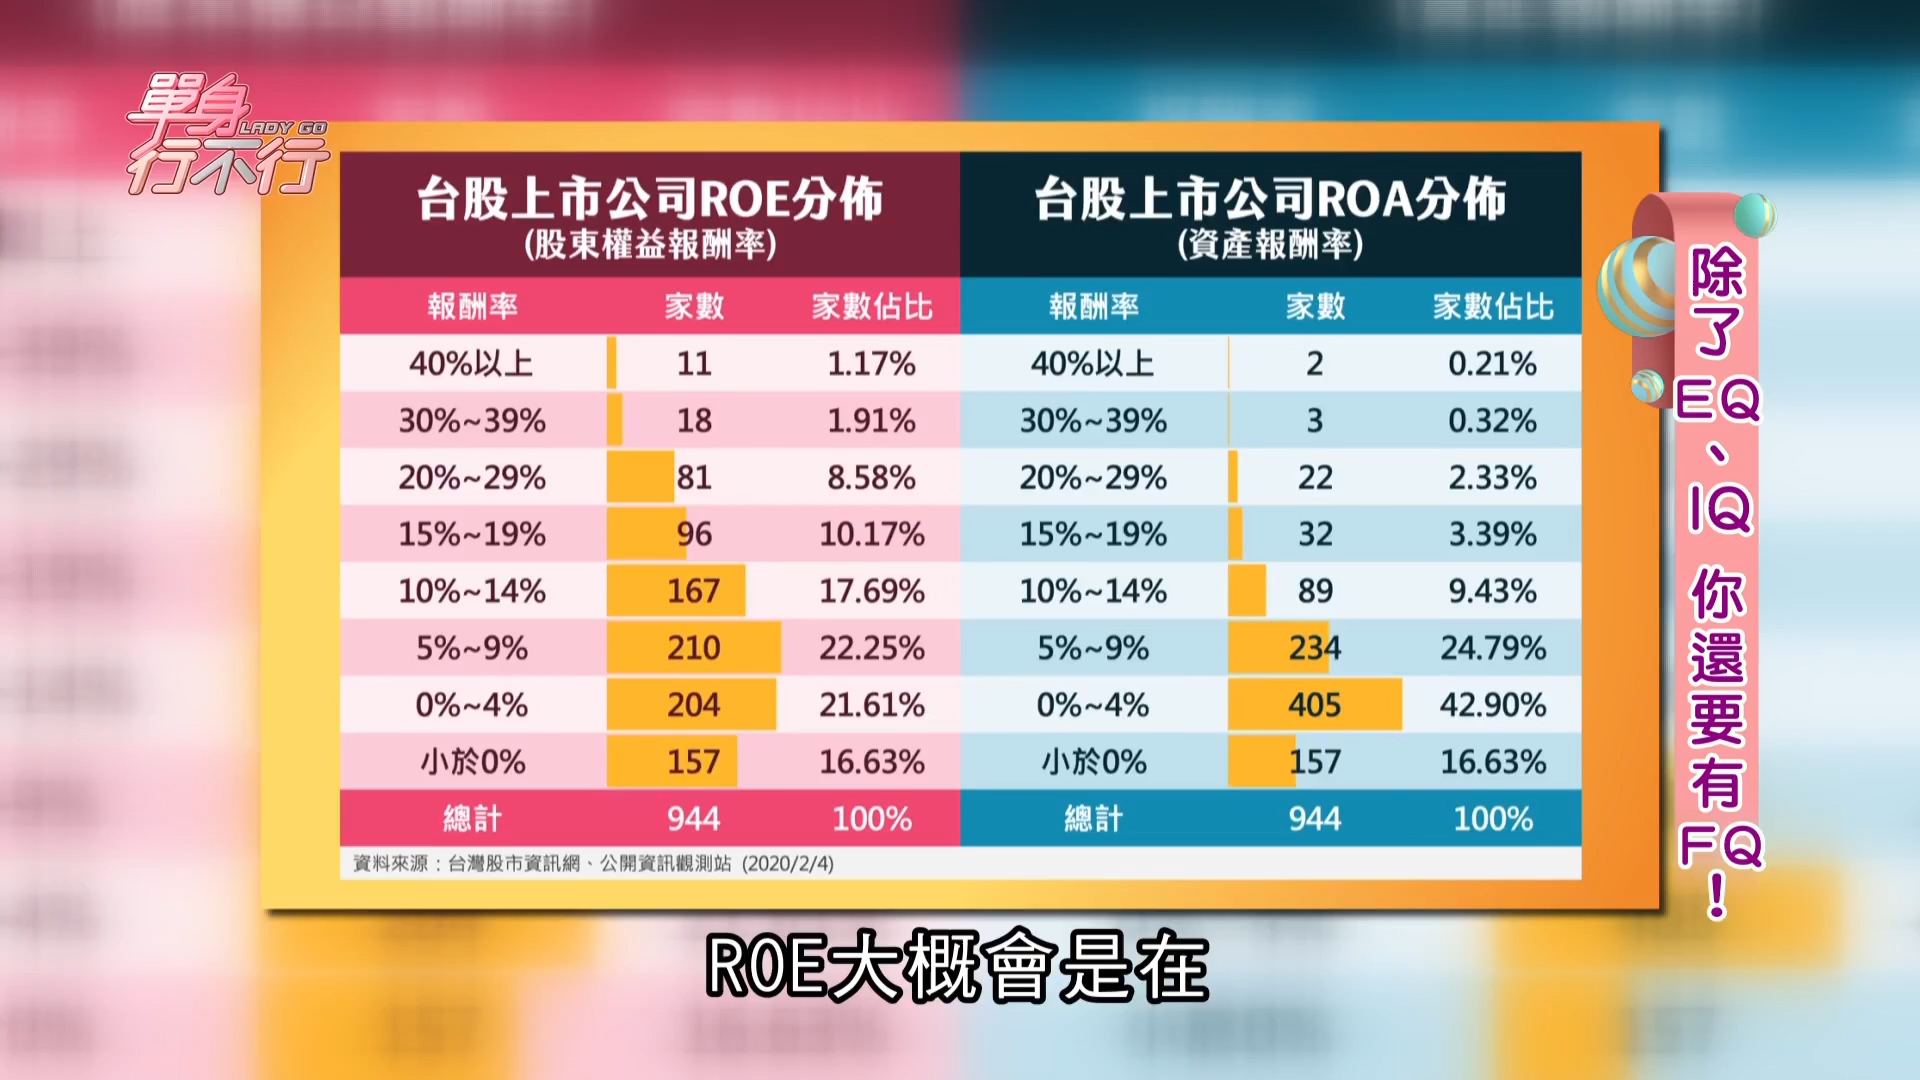 單身
LADY GO
行不行
台股上市公司ROE分佈
(股東權益報酬率)
報酬率 家數 家數佔比
40%以上 11 1.17%
30%~39% 18 1.91%
20%~29% 81 8.58%
15%~19% 96 10.17%
10%~14% 167 17.69%
5%~9% 210 22.25%
0%~4% 204 21.61%
小於0% 157 16.63%
總計 944 100%
台股上市公司ROA分佈
(資產報酬率)
報酬率 家數 家數佔比
40%以上 2 0.21%
30%~39% 3 0.32%
20%~29% 22 2.33%
15%~19% 32 3.39%
10%~14% 89 9.43%
5%~9% 234 24.79%
0%~4% 405 42.90%
小於0% 157 16.63%
總計 944 100%
資料來源：台灣股市資訊網、公開資訊觀測站 (2020/2/4)
除了EQ、IQ 你還要有FQ！
ROE大概會是在